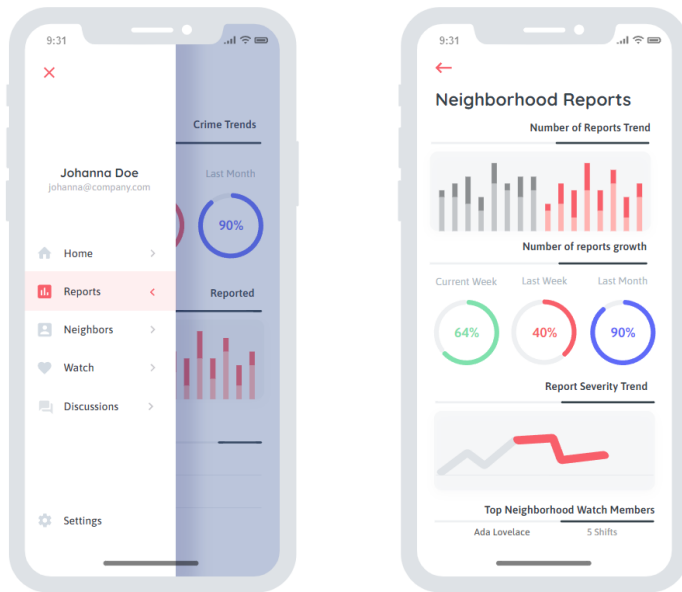 9:31
Crime Trends
Last Month
Johanna Doe
johanna@company.com
90%
Home
Reports
Reported
Neighbors
Watch
Discussions
Settings
9:31
Neighborhood Reports
Number of Reports Trend
Number of reports growth
Current Week
Last Week
Last Month
64%
40%
90%
Report Severity Trend
Top Neighborhood Watch Members
Ada Lovelace
5 Shifts